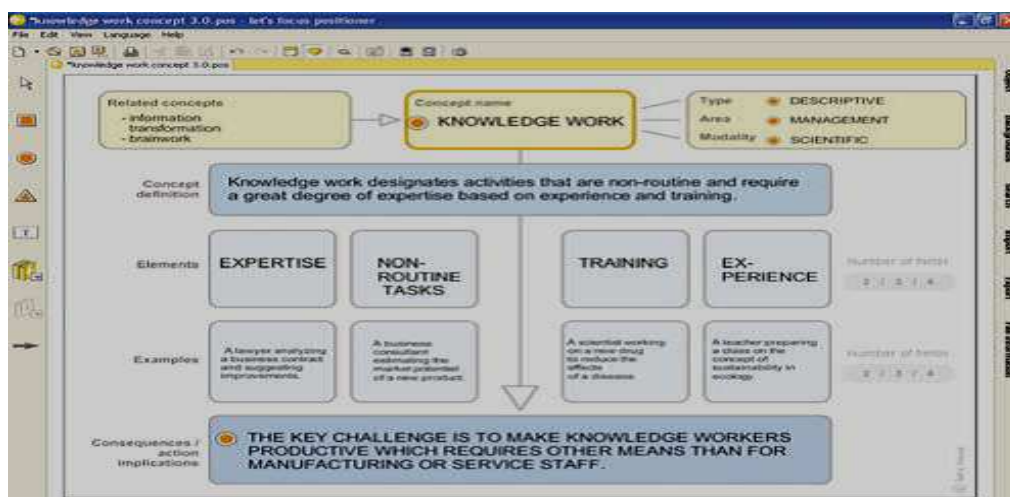 *knowledge work concept 3.0.pos - let's focus positioner
File Edit View Language Help
*knowledge work concept 3.0.pos
Related concepts
- information
transformation
- brainwork
Concept name
KNOWLEDGE WORK
Type DESCRIPTIVE
Area MANAGEMENT
Modality SCIENTIFIC
Concept
definition
Knowledge work designates activities that are non-routine and require
a great degree of expertise based on experience and training.
Elements
EXPERTISE
NON-
ROUTINE
TASKS
TRAINING
EX-
PERIENCE
Number of fields
2 / 3 / 4
Examples
A lawyer analyzing
a business contract
and suggesting
improvements.
A business
consultant
estimating the
market potential
of a new product.
A scientist working
on a new drug
to reduce the
effects
of a disease
A teacher preparing
a class on the
concept of
sustainability in
ecology
Number of fields
2 / 3 / 4
Consequences /
action
implications
THE KEY CHALLENGE IS TO MAKE KNOWLEDGE WORKERS
PRODUCTIVE WHICH REQUIRES OTHER MEANS THAN FOR
MANUFACTURING OR SERVICE STAFF.